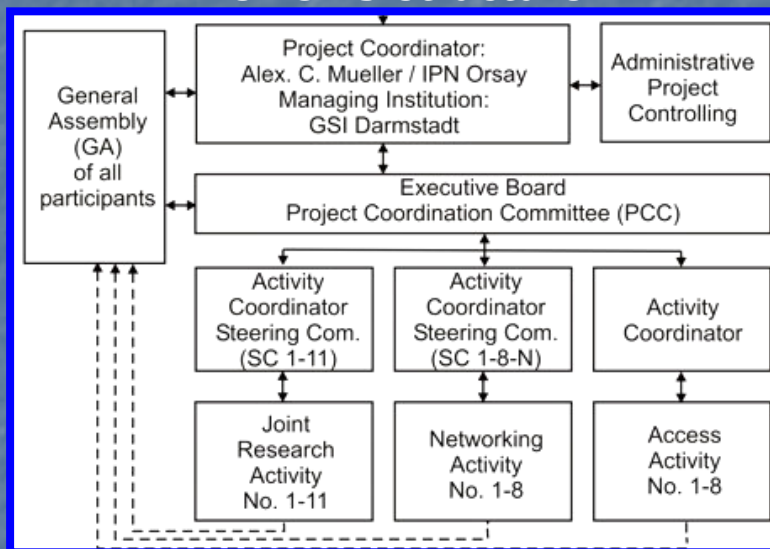 Project Coordinator:
Alex. C. Mueller / IPN Orsay
Managing Institution:
GSI Darmstadt
General
Assembly
(GA)
of all
participants
Administrative
Project
Controlling
Executive Board
Project Coordination Committee (PCC)
Activity
Coordinator
Steering Com.
(SC 1-11)
Activity
Coordinator
Steering Com.
(SC 1-8-N)
Activity
Coordinator
Joint
Research
Activity
No. 1-11
Networking
Activity
No. 1-8
Access
Activity
No. 1-8